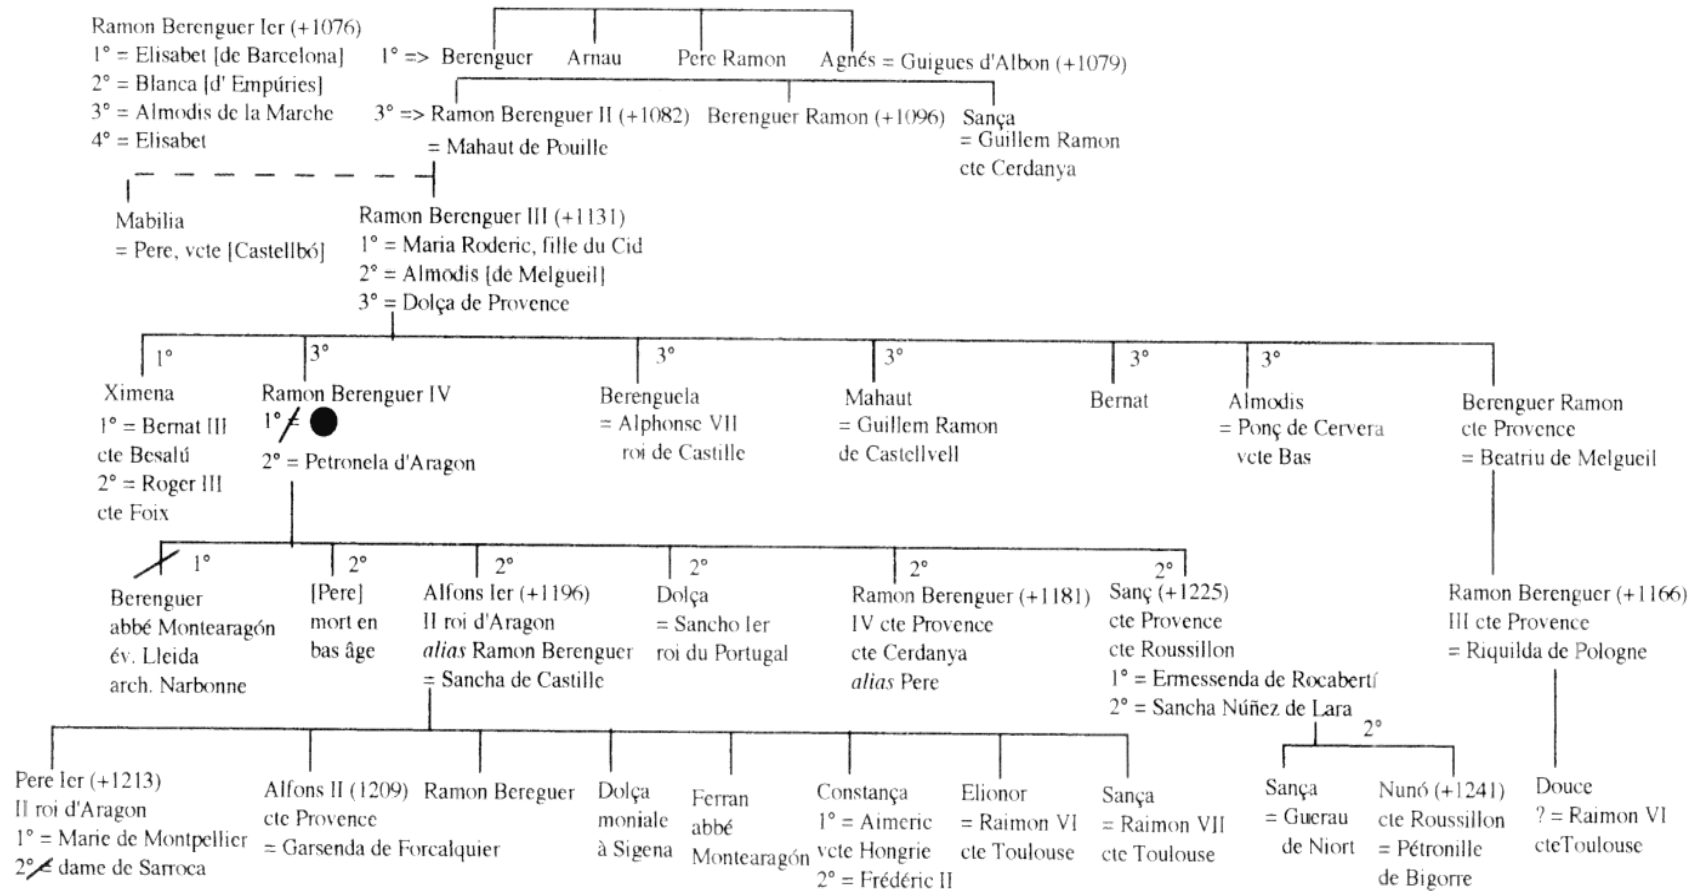 Ramon Berenguer Ier (+1076)
1° = Elisabet [de Barcelona]
2° = Blanca [d' Empúries]
3° = Almodis de la Marche
4° = Elisabet
1° => Berenguer
Arnau
Pere Ramon
Agnés = Guigues d'Albon (+1079)
3° => Ramon Berenguer II (+1082)
= Mahaut de Pouille
Berenguer Ramon (+1096)
Sança
= Guillem Ramon
cte Cerdanya
Mabilia
= Pere, vcte [Castellbó]
Ramon Berenguer III (+1131)
1° = Maria Roderic, fille du Cid
2° = Almodis [de Melgueil]
3° = Dolça de Provence
1°
Ximena
1° = Bernat III
cte Besalú
2° = Roger III
cte Foix
3°
Ramon Berenguer IV
1° ≠
2° = Petronela d'Aragon
3°
Berenguela
= Alphonse VII
roi de Castille
3°
Mahaut
= Guillem Ramon
de Castellvell
3°
Bernat
3°
Almodis
= Ponç de Cervera
vcte Bas
Berenguer Ramon
cte Provence
= Beatriu de Melgueil
1°
Berenguer
abbé Montearagón
év. Lleida
arch. Narbonne
2°
[Pere]
mort en
bas âge
2°
Alfons Ier (+1196)
II roi d'Aragon
alias Ramon Berenguer
= Sancha de Castille
2°
Dolça
= Sancho Ier
roi du Portugal
2°
Ramon Berenguer (+1181)
IV cte Provence
cte Cerdanya
alias Pere
2°
Sanç (+1225)
cte Provence
cte Roussillon
1° = Ermessenda de Rocabertí
2° = Sancha Núñez de Lara
Ramon Berenguer (+1166)
III cte Provence
= Riquilda de Pologne
Pere Ier (+1213)
II roi d'Aragon
1° = Marie de Montpellier
2° ≠ dame de Sarroca
Alfons II (1209)
cte Provence
= Garsenda de Forcalquier
Ramon Bereguer
Dolça
moniale
à Sigena
Ferran
abbé
Montearagón
Constança
1° = Aimeric
vcte Hongrie
2° = Frédéric II
Elionor
= Raimon VI
cte Toulouse
Sança
= Raimon VII
cte Toulouse
2°
Sança
= Guerau
de Niort
Nunó (+1241)
cte Roussillon
= Pétronille
de Bigorre
Douce
? = Raimon VI
cteToulouse